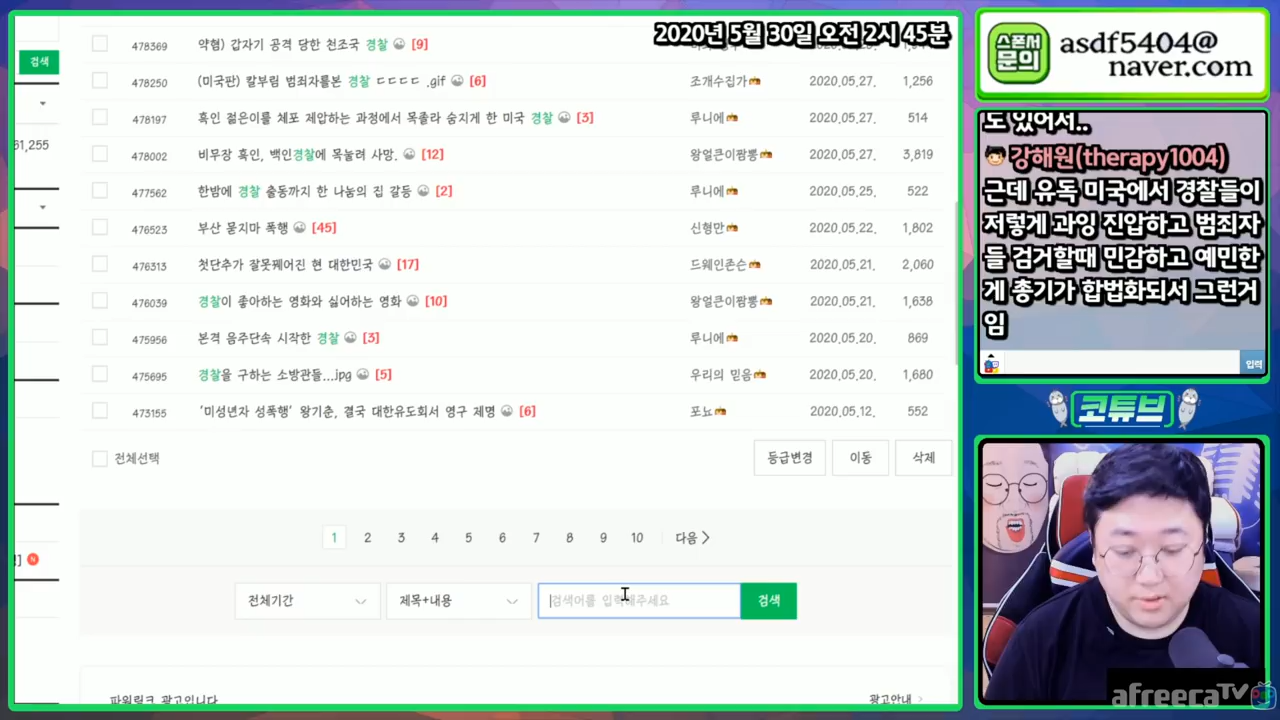 2020년 5월 30일 오전 2시 45분
검색
478369 약혐) 갑자기 공격 당한 천조국 경찰 [9]
478250 (미국판) 칼부림 범죄자를본 경찰 ㄷㄷㄷㄷ .gif [6] 조개수집가 2020.05.27. 1,256
478197 흑인 젊은이를 체포 제압하는 과정에서 목졸라 숨지게 한 미국 경찰 [3] 루니에 2020.05.27. 514
61,255
478002 비무장 흑인, 백인경찰에 목눌려 사망. [12] 왕얼큰이짬뽕 2020.05.27. 3,819
477562 한밤에 경찰 출동까지 한 나눔의 집 갈등 [2] 루니에 2020.05.25. 522
476523 부산 묻지마 폭행 [45] 신형만 2020.05.22. 1,802
476313 첫단추가 잘못꿰어진 현 대한민국 [17] 드웨인존슨 2020.05.21. 2,060
476039 경찰이 좋아하는 영화와 싫어하는 영화 [10] 왕얼큰이짬뽕 2020.05.21. 1,638
475956 본격 음주단속 시작한 경찰 [3] 루니에 2020.05.20. 869
475695 경찰을 구하는 소방관들...jpg [5] 우리의 믿음 2020.05.20. 1,680
473155 '미성년자 성폭행' 왕기춘, 결국 대한유도회서 영구 제명 [6] 포뇨 2020.05.12. 552
전체선택 등급변경 이동 삭제
1 2 3 4 5 6 7 8 9 10 다음 >
전체기간 제목+내용 검색어를 입력해주세요 검색
파워링크 광고입니다 광고안내 >
스폰서
문의
asdf5404@
naver.com
도 있어서..
강해원(therapy1004)
근데 유독 미국에서 경찰들이
저렇게 과잉 진압하고 범죄자
들 검거할때 민감하고 예민한
게 총기가 합법화되서 그런거
임
입력
코튜브
afreecaTV